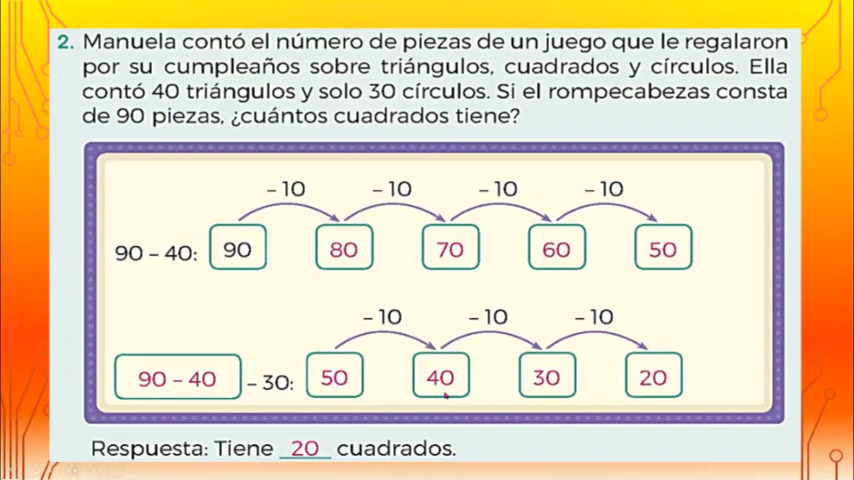 2. Manuela contó el número de piezas de un juego que le regalaron
por su cumpleaños sobre triángulos, cuadrados y círculos. Ella
contó 40 triángulos y solo 30 círculos. Si el rompecabezas consta
de 90 piezas, ¿cuántos cuadrados tiene?
– 10 – 10 – 10 – 10
90 – 40: 90 80 70 60 50
– 10 – 10 – 10
90 – 40 – 30: 50 40 30 20
Respuesta: Tiene 20 cuadrados.